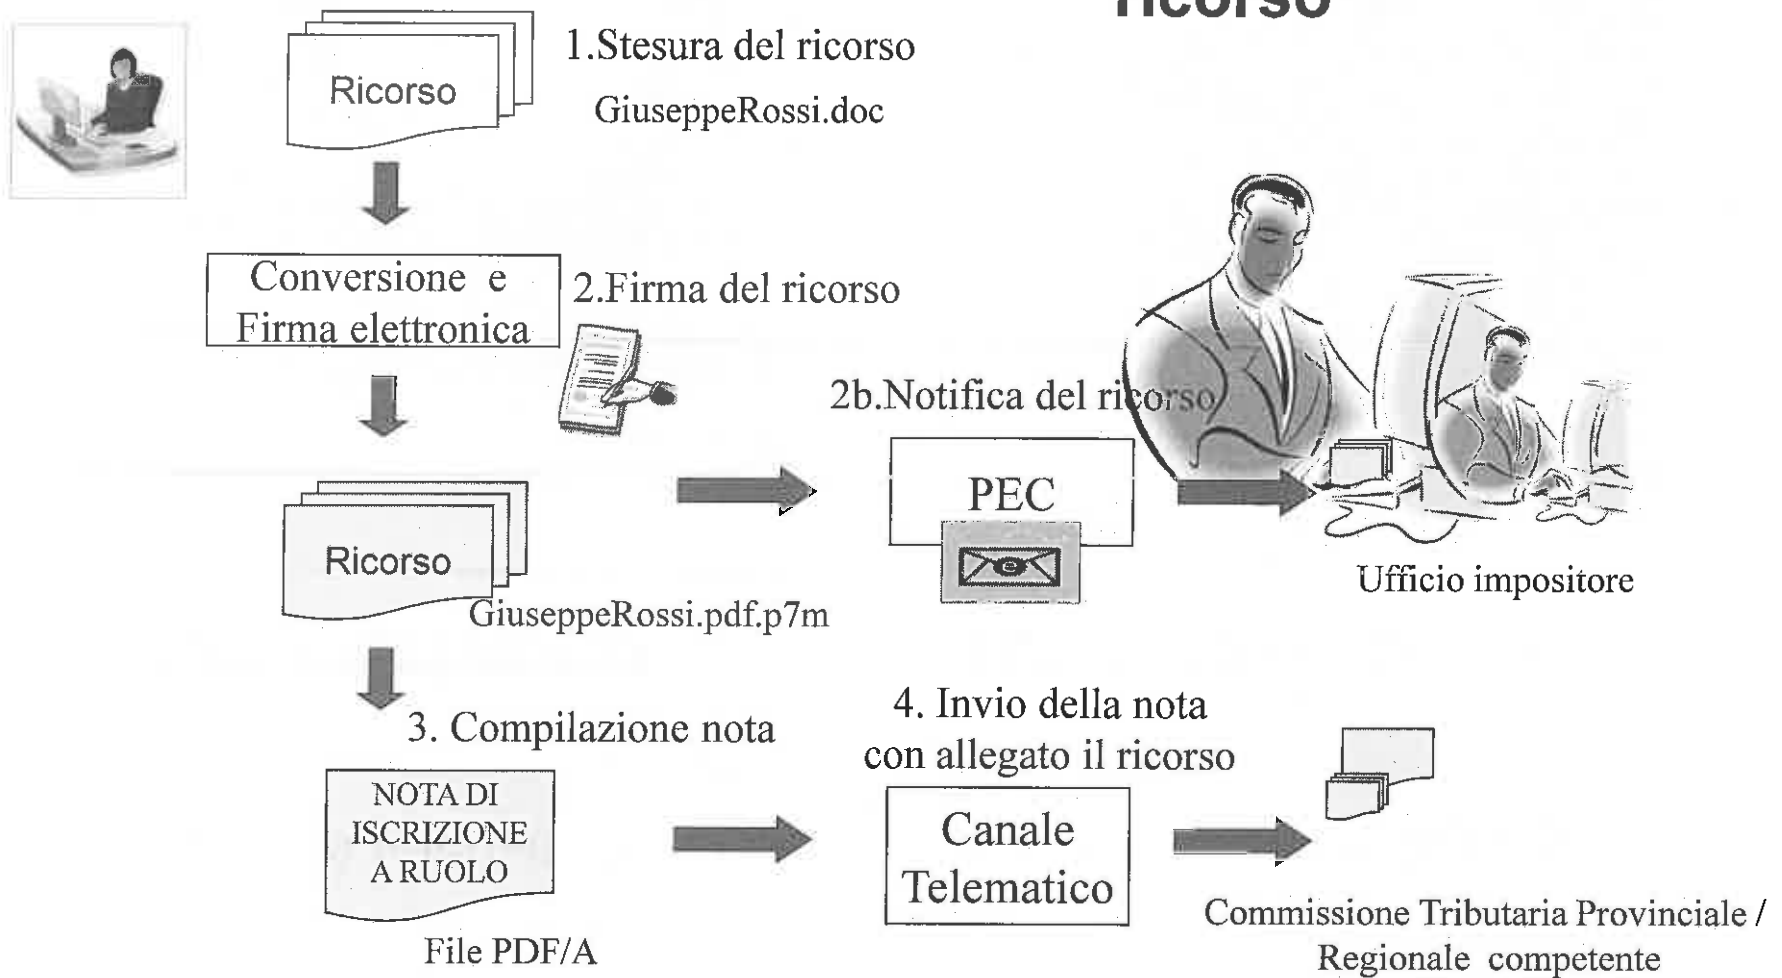 ricorso
1.Stesura del ricorso
Ricorso
GiuseppeRossi.doc
Conversione e
Firma elettronica
2.Firma del ricorso
2b.Notifica del ricorso
PEC
Ricorso
GiuseppeRossi.pdf.p7m
Ufficio impositore
3. Compilazione nota
4. Invio della nota
con allegato il ricorso
NOTA DI
ISCRIZIONE
A RUOLO
Canale
Telematico
File PDF/A
Commissione Tributaria Provinciale /
Regionale competente